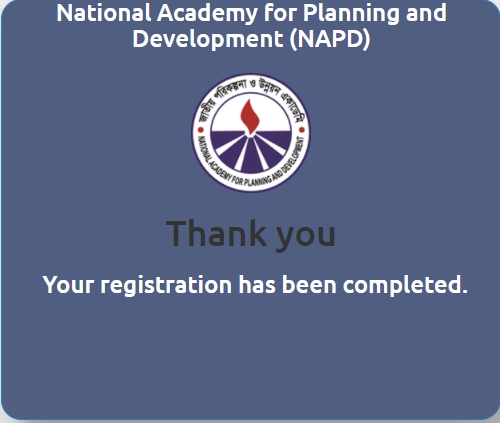 National Academy for Planning and
Development (NAPD)
জাতীয় পরিকল্পনা ও উন্নয়ন একাডেমি
NATIONAL ACADEMY FOR PLANNING AND DEVELOPMENT
Thank you
Your registration has been completed.